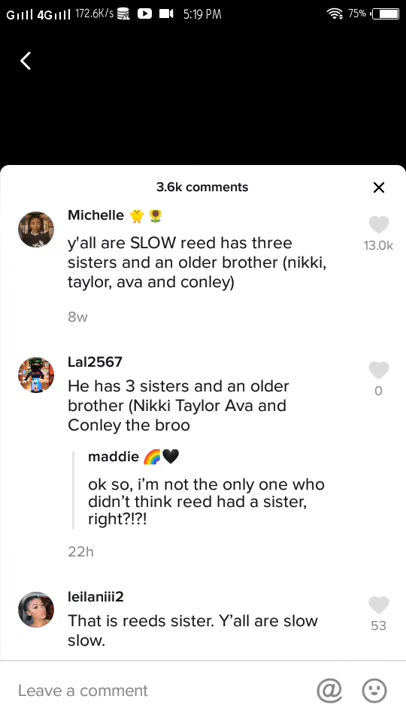 G 4G 172.6K/s 5:19 PM 75%
3.6k comments
Michelle 🐥🌻
y'all are SLOW reed has three
sisters and an older brother (nikki,
taylor, ava and conley)
13.0k
8w
Lal2567
He has 3 sisters and an older
brother (Nikki Taylor Ava and
Conley the broo
0
maddie 🌈🖤
ok so, i’m not the only one who
didn’t think reed had a sister,
right?!?!
22h
leilaniii2
That is reeds sister. Y’all are slow
slow.
53
Leave a comment
@